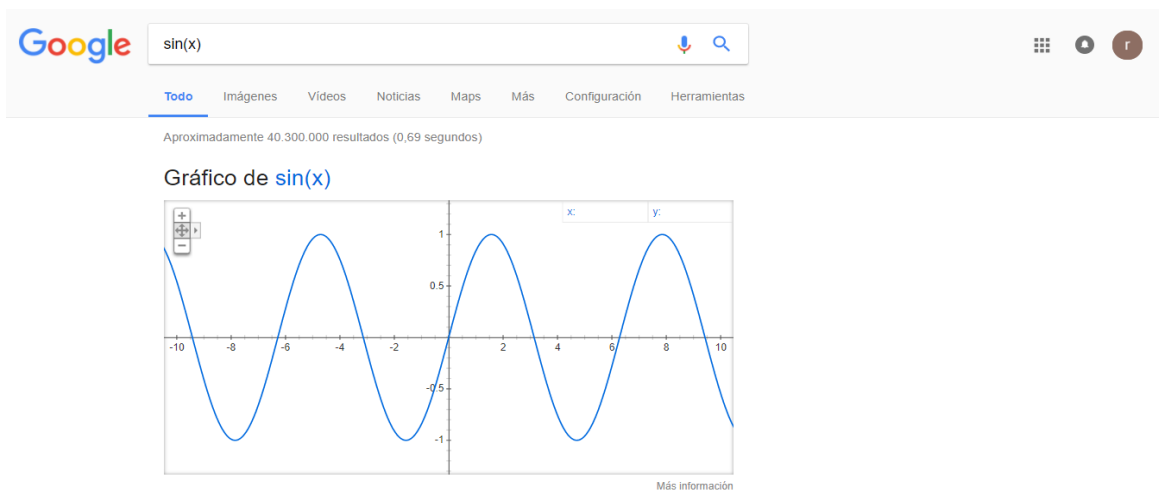 Google sin(x) r
Todo Imágenes Vídeos Noticias Maps Más Configuración Herramientas
Aproximadamente 40.300.000 resultados (0,69 segundos)
Gráfico de sin(x)
x: y:
1
0.5
-10 -8 -6 -4 -2 2 4 6 8 10
-0.5
-1
Más información